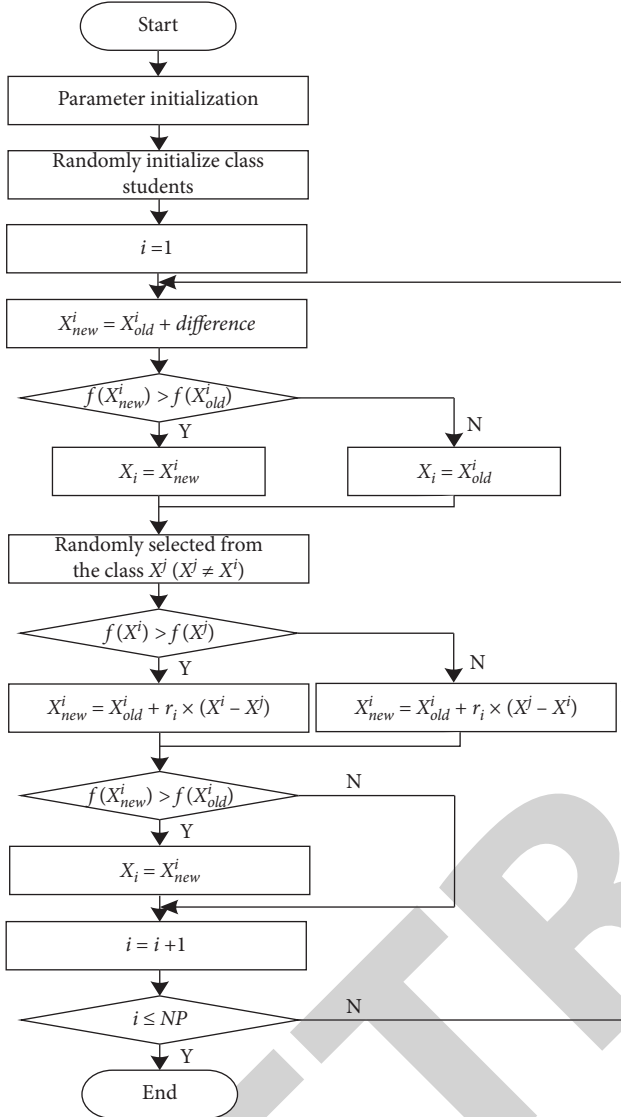 Start
Parameter initialization
Randomly initialize class
students
i = 1
X^i_new = X^i_old + difference
f(X^i_new) > f(X^i_old)
Y
N
X_i = X^i_new
X_i = X^i_old
Randomly selected from
the class X^j (X^j ≠ X^i)
f(X^i) > f(X^j)
Y
N
X^i_new = X^i_old + r_i × (X^i – X^j)
X^i_new = X^i_old + r_i × (X^j – X^i)
f(X^i_new) > f(X^i_old)
N
Y
X_i = X^i_new
i = i +1
i ≤ NP
N
Y
End